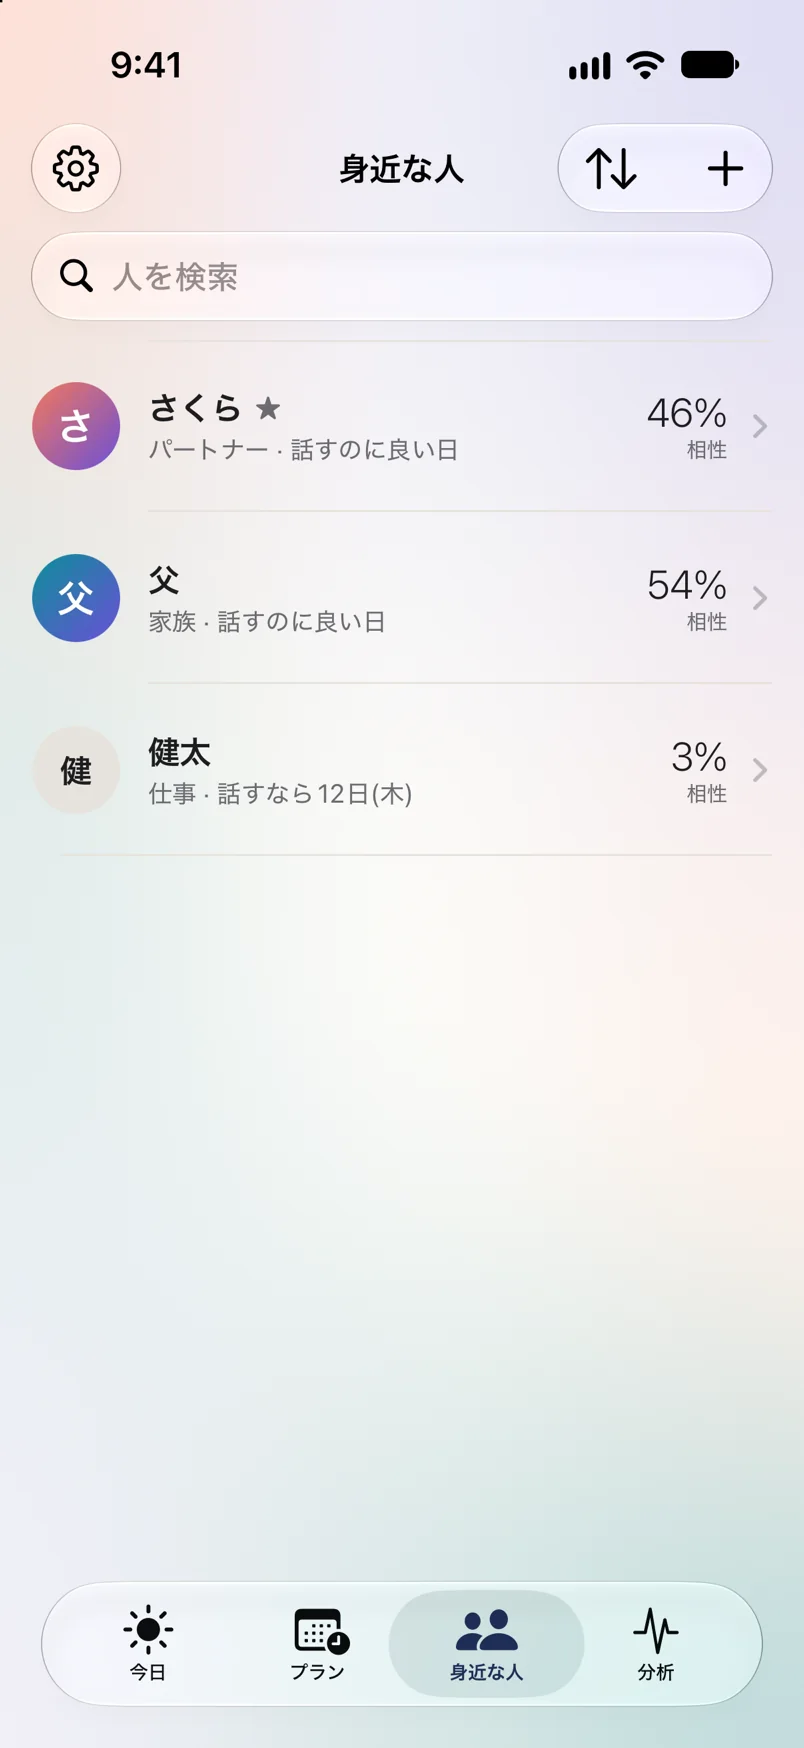 9:41
身近な人
人を検索
さ
さくら ★
パートナー · 話すのに良い日
46%
相性
父
父
家族 · 話すのに良い日
54%
相性
健
健太
仕事 · 話すなら12日(木)
3%
相性
今日
プラン
身近な人
分析